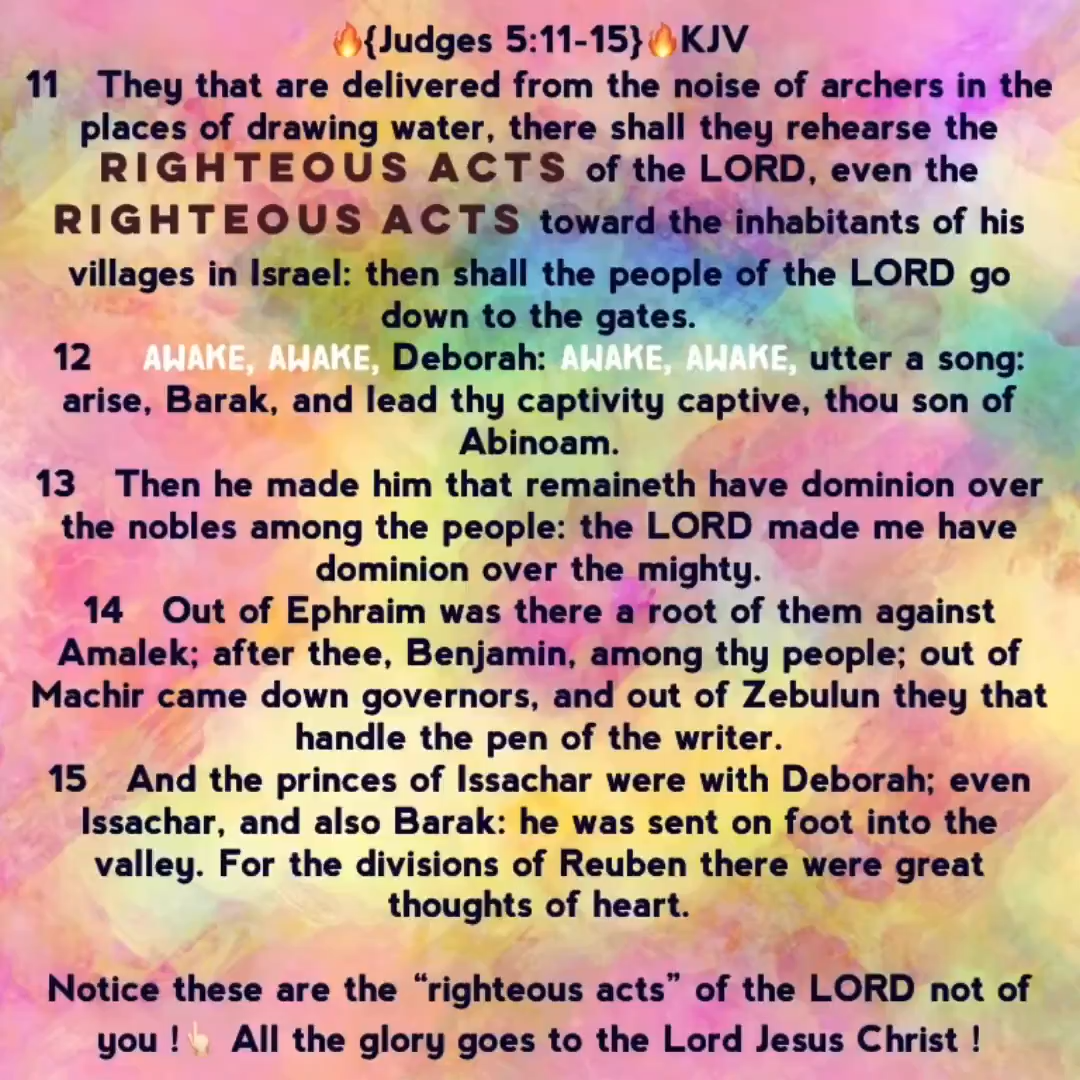 🔥{Judges 5:11-15}🔥KJV
11 They that are delivered from the noise of archers in the
places of drawing water, there shall they rehearse the
RIGHTEOUS ACTS of the LORD, even the
RIGHTEOUS ACTS toward the inhabitants of his
villages in Israel: then shall the people of the LORD go
down to the gates.
12 AWAKE, AWAKE, Deborah: AWAKE, AWAKE, utter a song:
arise, Barak, and lead thy captivity captive, thou son of
Abinoam.
13 Then he made him that remaineth have dominion over
the nobles among the people: the LORD made me have
dominion over the mighty.
14 Out of Ephraim was there a root of them against
Amalek; after thee, Benjamin, among thy people; out of
Machir came down governors, and out of Zebulun they that
handle the pen of the writer.
15 And the princes of Issachar were with Deborah; even
Issachar, and also Barak: he was sent on foot into the
valley. For the divisions of Reuben there were great
thoughts of heart.
Notice these are the “righteous acts” of the LORD not of
you !👆🏻 All the glory goes to the Lord Jesus Christ !